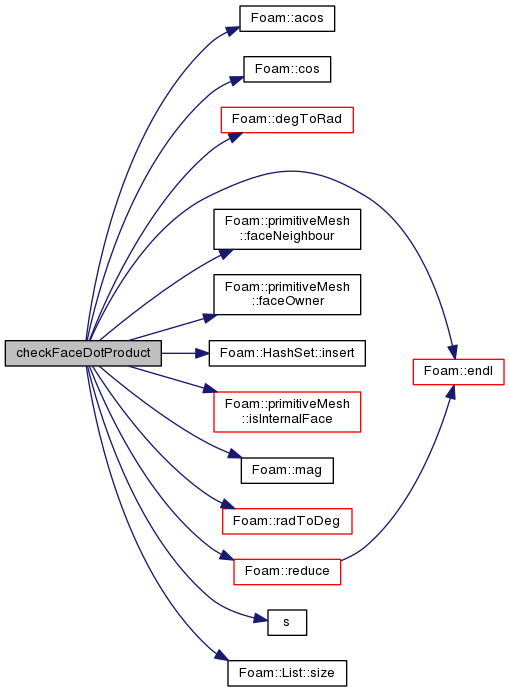 Foam::acos
Foam::cos
Foam::degToRad
Foam::primitiveMesh
::faceNeighbour
Foam::primitiveMesh
::faceOwner
checkFaceDotProduct
Foam::HashSet::insert
Foam::endl
Foam::primitiveMesh
::isInternalFace
Foam::mag
Foam::radToDeg
Foam::reduce
s
Foam::List::size